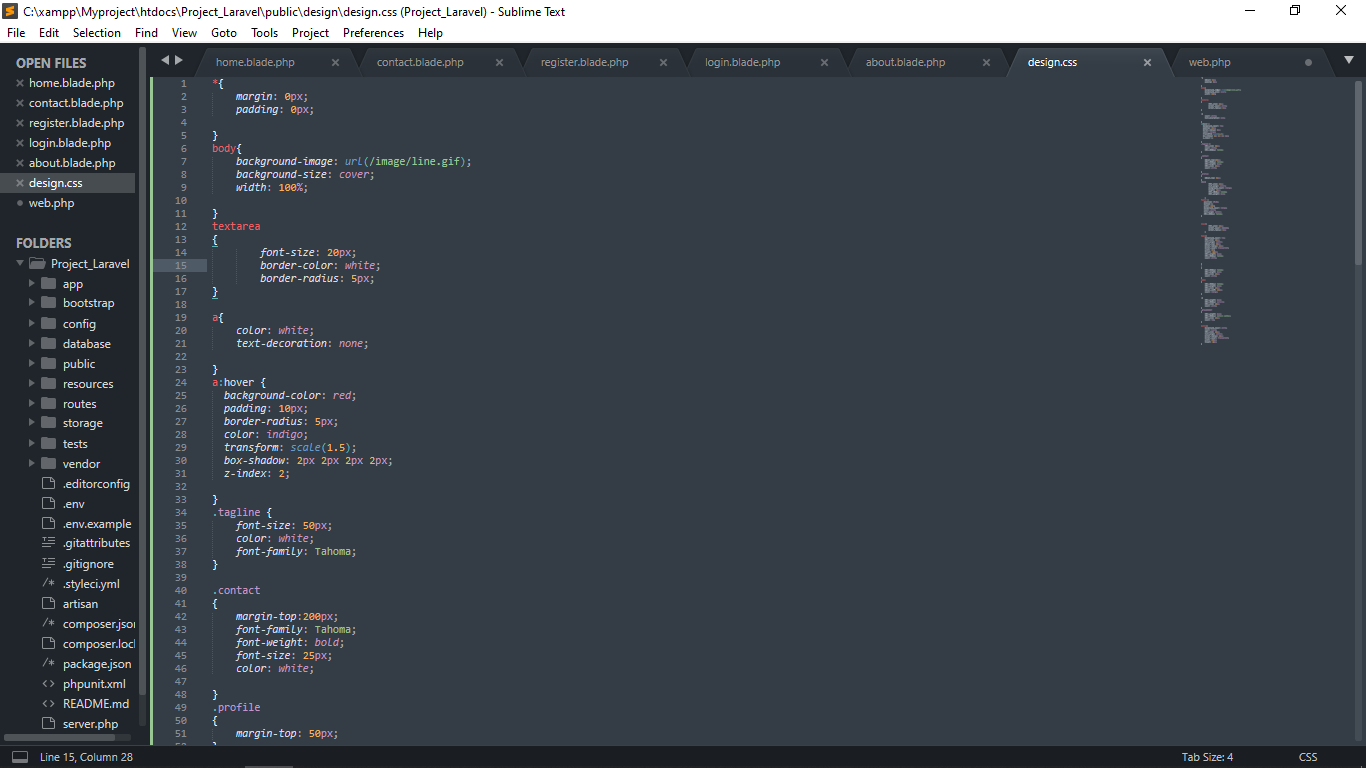 C:\xampp\Myproject\htdocs\Project_Laravel\public\design\design.css (Project_Laravel) - Sublime Text
File Edit Selection Find View Goto Tools Project Preferences Help
OPEN FILES
home.blade.php
contact.blade.php
register.blade.php
login.blade.php
about.blade.php
design.css
web.php
FOLDERS
Project_Laravel
app
bootstrap
config
database
public
resources
routes
storage
tests
vendor
.editorconfig
.env
.env.example
.gitattributes
.gitignore
.styleci.yml
artisan
composer.jso
composer.loc
package.json
phpunit.xml
README.md
server.php
home.blade.php contact.blade.php register.blade.php login.blade.php about.blade.php design.css web.php
1 *{
2 margin: 0px;
3 padding: 0px;
4
5 }
6 body{
7 background-image: url(/image/line.gif);
8 background-size: cover;
9 width: 100%;
10
11 }
12 textarea
13 {
14 font-size: 20px;
15 border-color: white;
16 border-radius: 5px;
17 }
18
19 a{
20 color: white;
21 text-decoration: none;
22
23 }
24 a:hover {
25 background-color: red;
26 padding: 10px;
27 border-radius: 5px;
28 color: indigo;
29 transform: scale(1.5);
30 box-shadow: 2px 2px 2px 2px;
31 z-index: 2;
32
33 }
34 .tagline {
35 font-size: 50px;
36 color: white;
37 font-family: Tahoma;
38 }
39
40 .contact
41 {
42 margin-top:200px;
43 font-family: Tahoma;
44 font-weight: bold;
45 font-size: 25px;
46 color: white;
47
48 }
49 .profile
50 {
51 margin-top: 50px;
Line 15, Column 28 Tab Size: 4 CSS